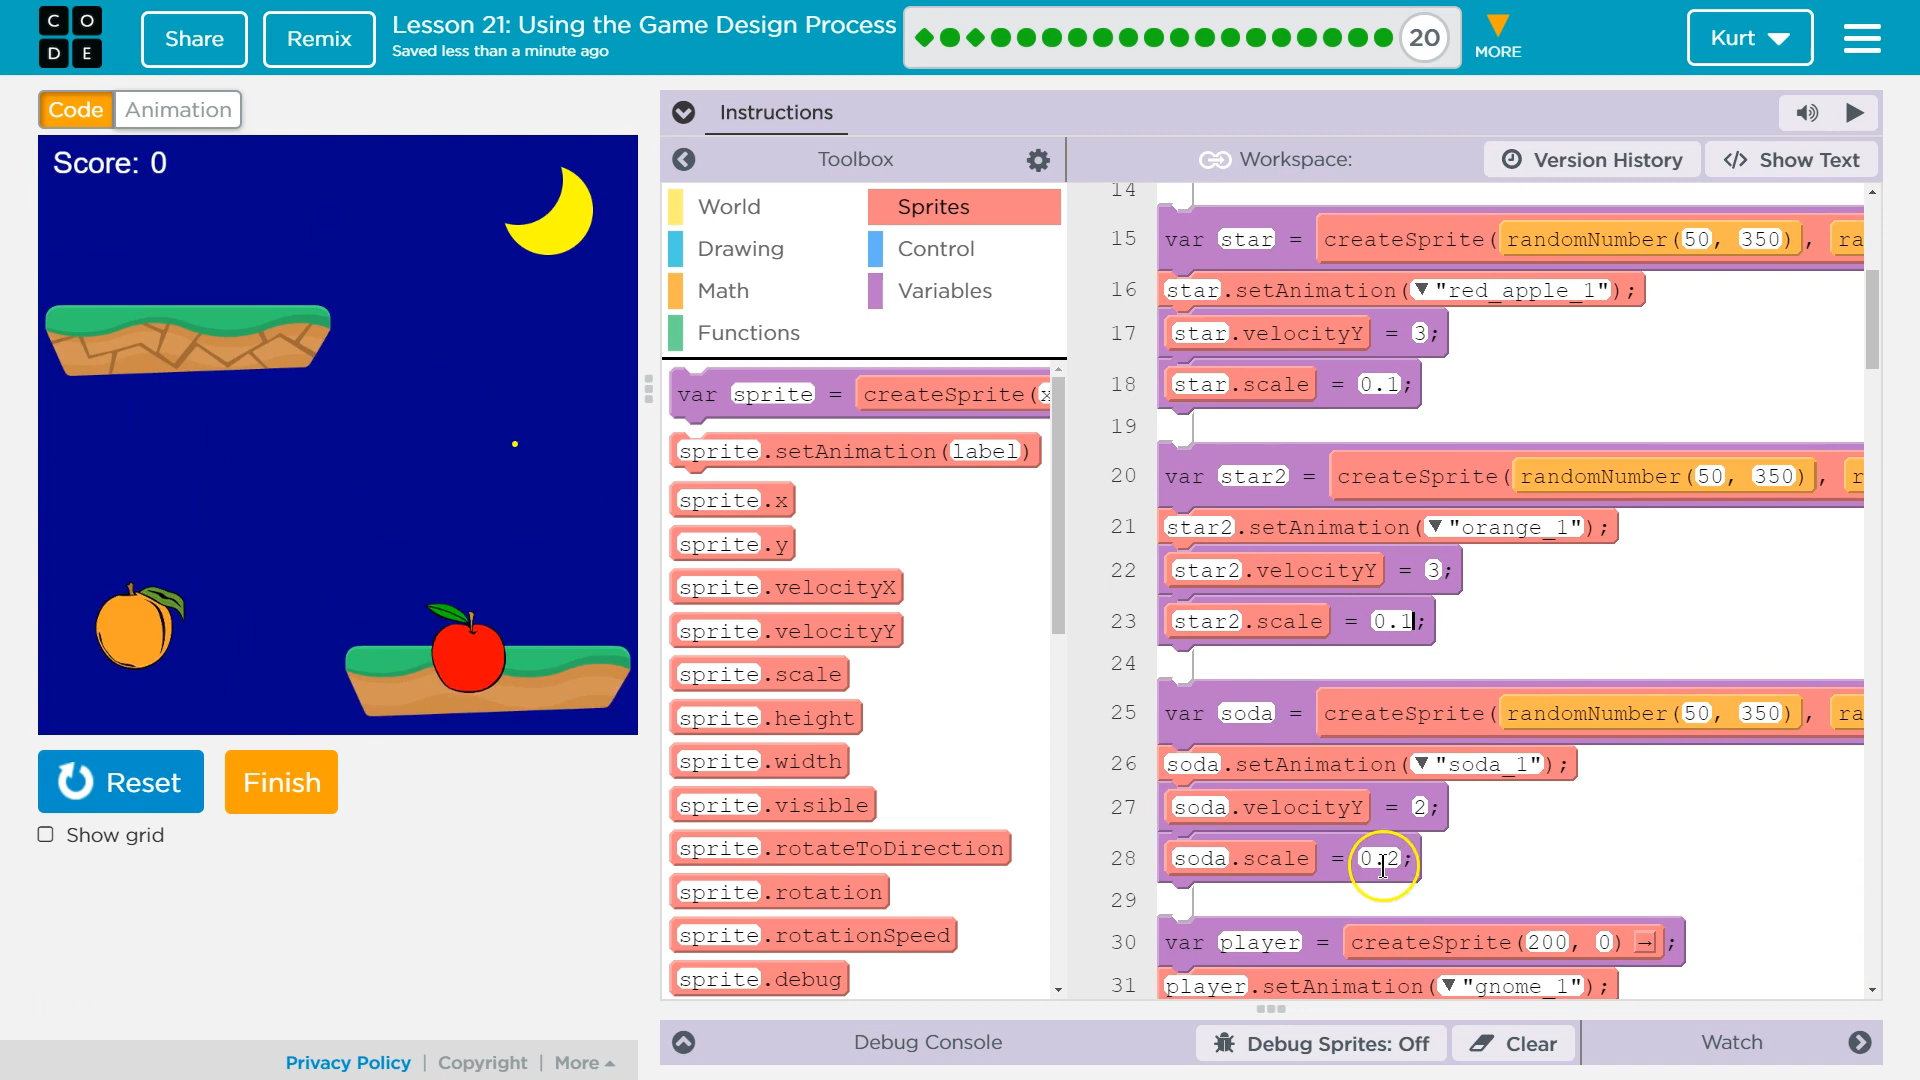 CODE
Share
Remix
Lesson 21: Using the Game Design Process
Saved less than a minute ago
20
MORE
Kurt
Code
Animation
Instructions
Toolbox
Workspace:
Version History
</> Show Text
Score: 0
World
Sprites
Drawing
Control
Math
Variables
Functions
var sprite = createSprite(x
sprite.setAnimation(label)
sprite.x
sprite.y
sprite.velocityX
sprite.velocityY
sprite.scale
sprite.height
sprite.width
sprite.visible
sprite.rotateToDirection
sprite.rotation
sprite.rotationSpeed
sprite.debug
14
15 var star = createSprite(randomNumber(50, 350), ra
16 star.setAnimation(▼"red_apple_1");
17 star.velocityY = 3;
18 star.scale = 0.1;
19
20 var star2 = createSprite(randomNumber(50, 350), r
21 star2.setAnimation(▼"orange_1");
22 star2.velocityY = 3;
23 star2.scale = 0.1;
24
25 var soda = createSprite(randomNumber(50, 350), ra
26 soda.setAnimation(▼"soda_1");
27 soda.velocityY = 2;
28 soda.scale = 0.2;
29
30 var player = createSprite(200, 0) →;
31 player.setAnimation(▼"gnome_1");
Reset
Finish
Show grid
Debug Console
Debug Sprites: Off
Clear
Watch
Privacy Policy | Copyright | More